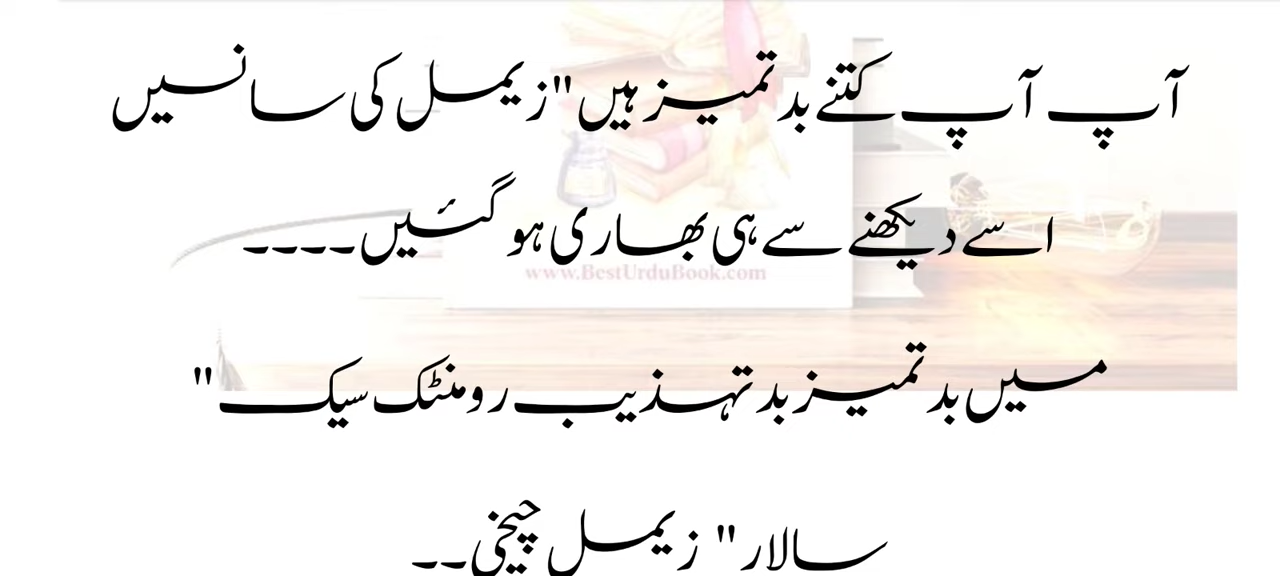 آپ آپ کتنے بدتمیز ہیں"زیمل کی سانسیں
اسے دیکھنے سے ہی بھاری ہو گئیں۔۔۔۔
www.BestUrduBook.com
میں بدتمیز بدتہذیب رومنٹک سیک"
سالار" زیمل چیخی۔۔